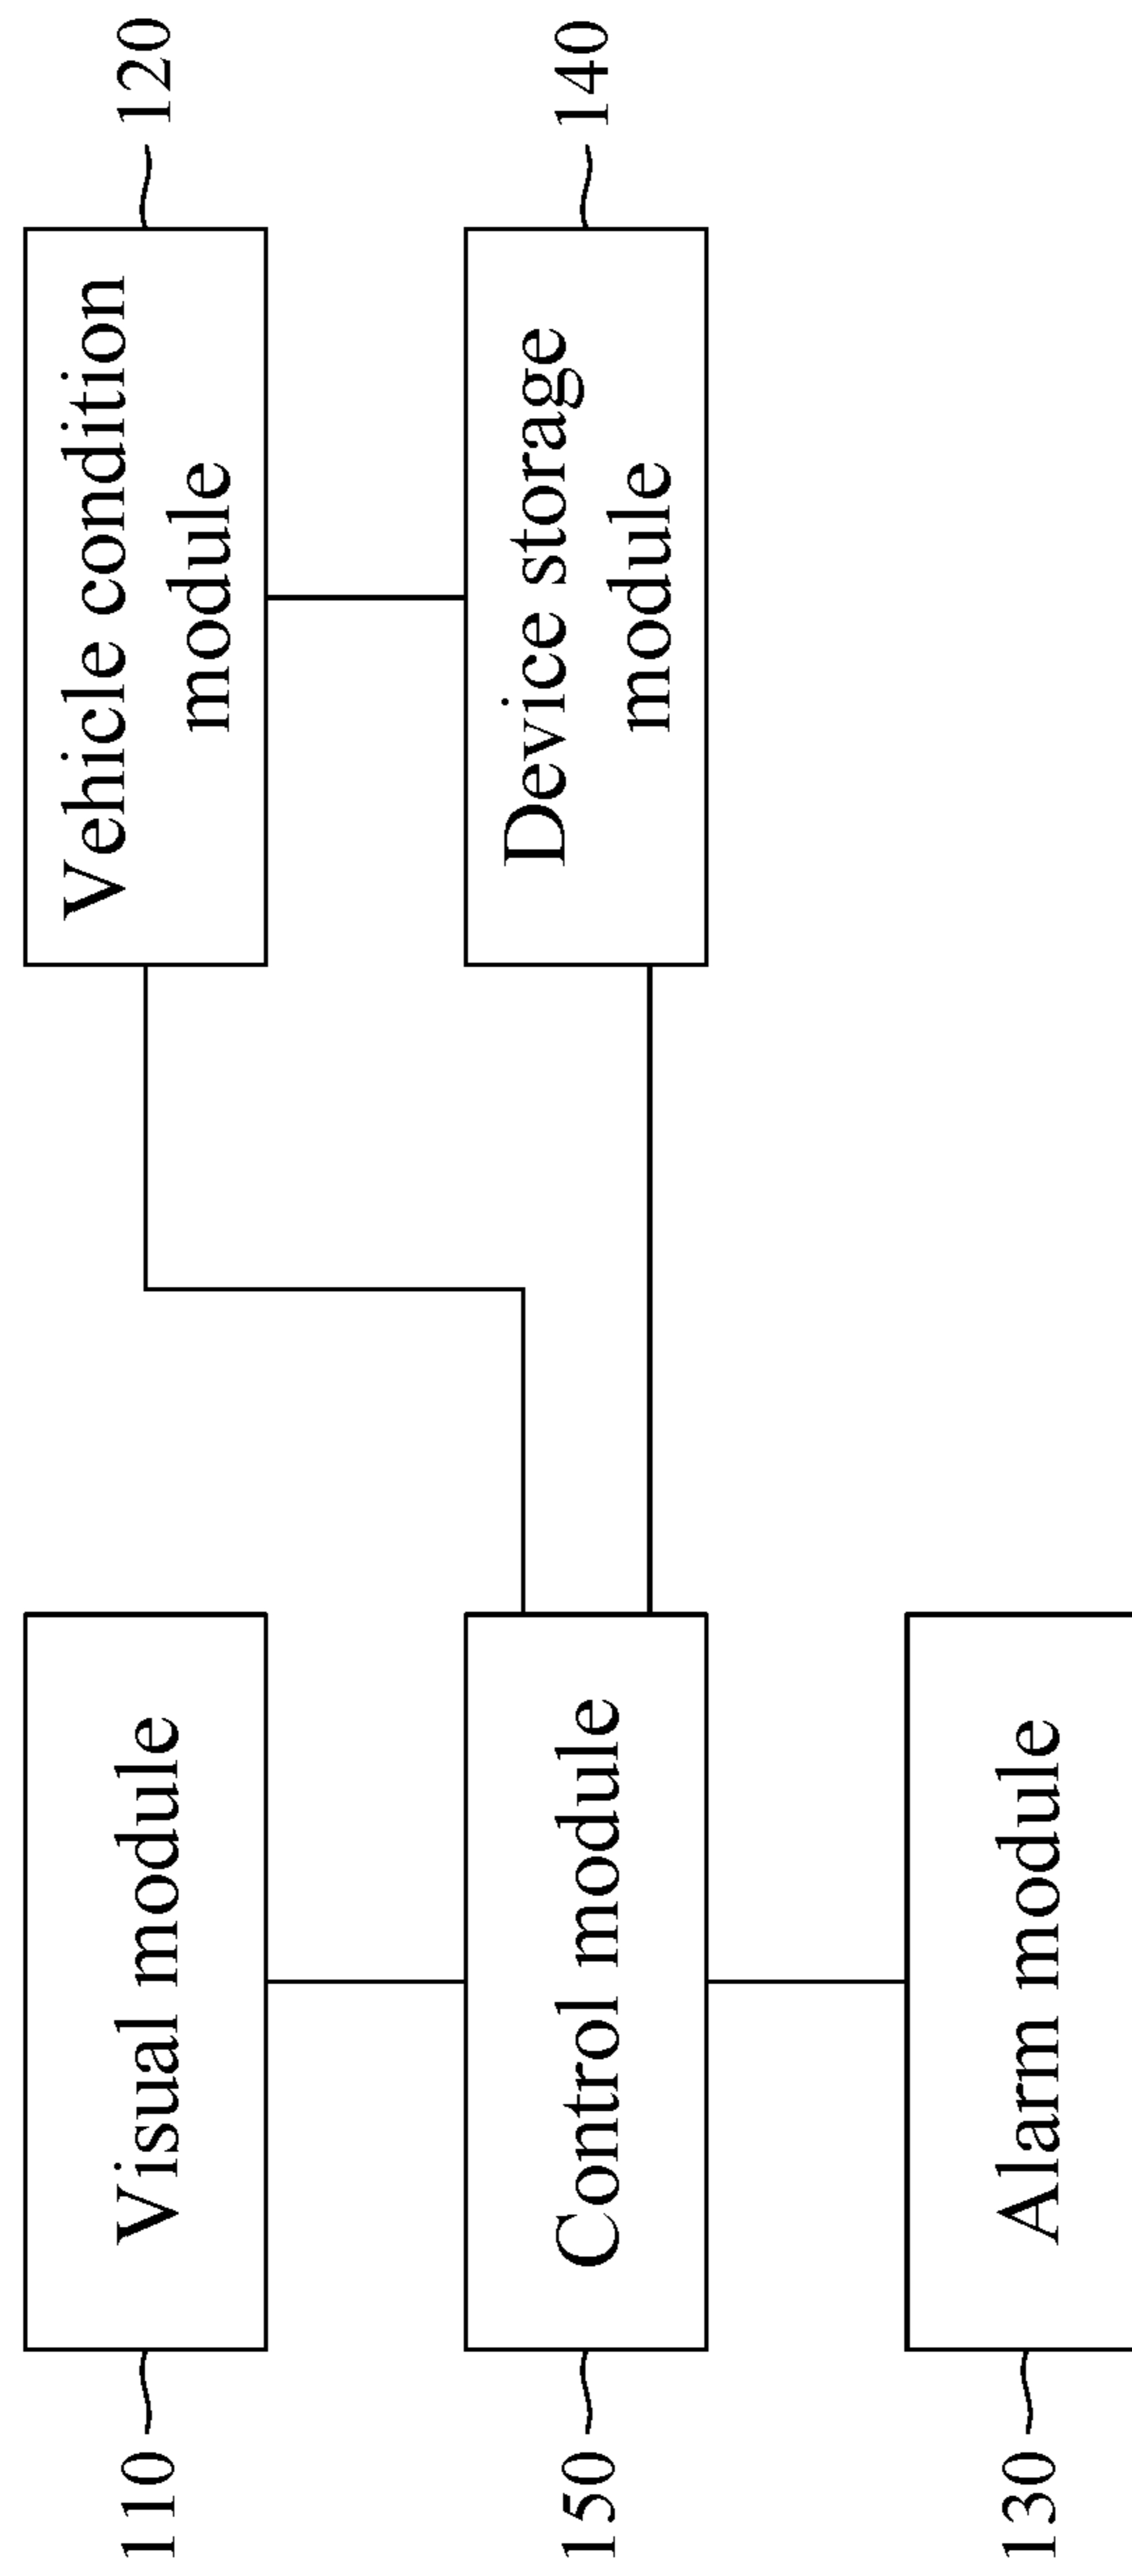 110
Visual module
Vehicle condition
module
120
150
Control module
Device storage
module
140
130
Alarm module